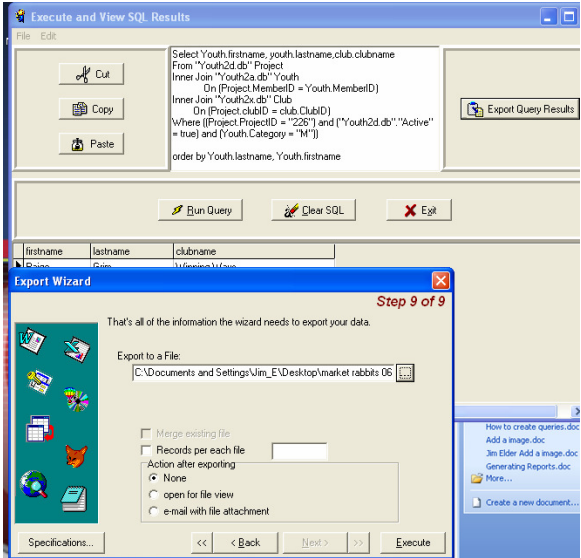 Execute and View SQL Results
File Edit
Cut
Copy
Paste
Select Youth.firstname, youth.lastname,club.clubname
From "Youth2d.db" Project
Inner Join "Youth2a.db" Youth
On (Project.MemberID = Youth.MemberID)
Inner Join "Youth2x.db" Club
On (Project.clubID = club.ClubID)
Where ((Project.ProjectID = "226") and ("Youth2d.db"."Active"
= true) and (Youth.Category = "M"))
order by Youth.lastname, Youth.firstname
Export Query Results
Run Query
Clear SQL
Exit
firstname lastname clubname
Export Wizard
Step 9 of 9
That's all of the information the wizard needs to export your data.
Export to a File:
C:\Documents and Settings\Jim_E\Desktop\market rabbits 06
...
Merge existing file
Records per each file
Action after exporting
None
open for file view
e-mail with file attachment
Specifications...
<<
< Back
Next >
>>
Execute
How to create queries.doc
Add a image.doc
Jim Elder Add a image.doc
Generating Reports.doc
More...
Create a new document...